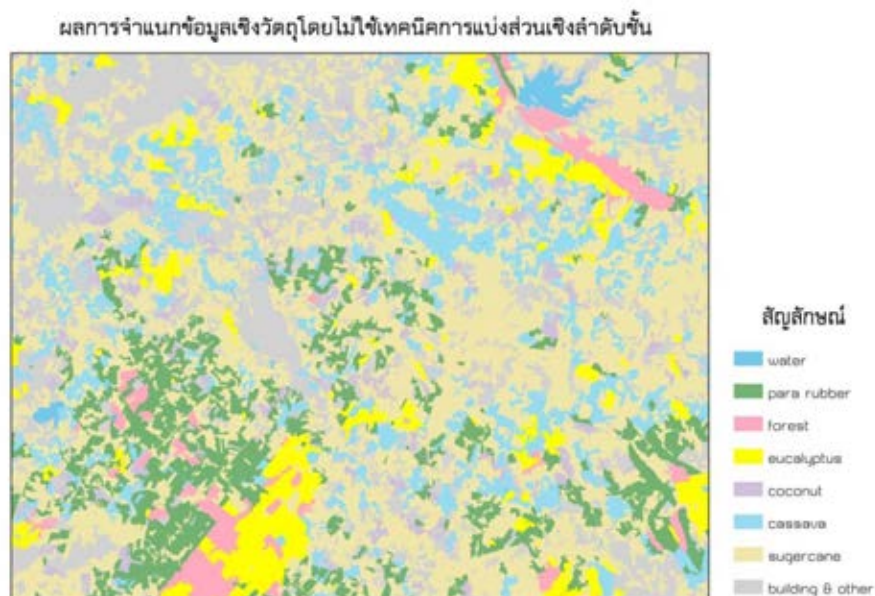 ผลการจำแนกข้อมูลเชิงวัตถุโดยไม่ใช้เทคนิคการแบ่งส่วนเชิงลำดับชั้น
สัญลักษณ์
water
para rubber
forest
eucalyptus
coconut
cassava
sugercane
building & other